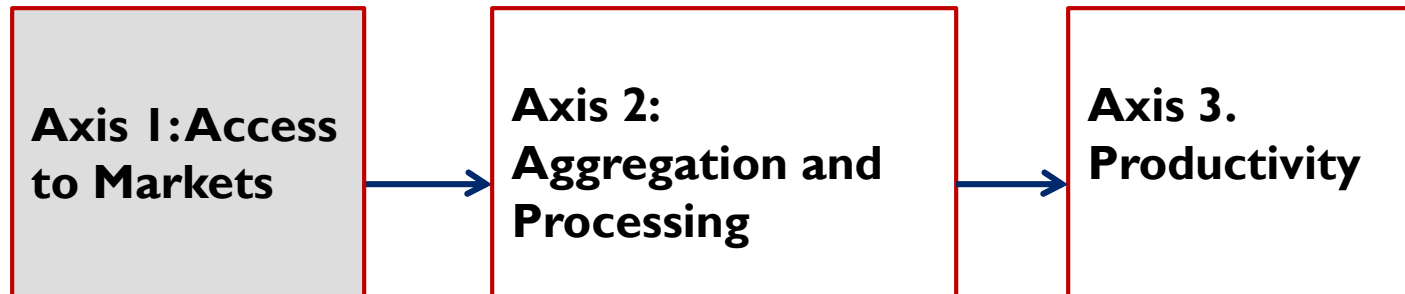 Axis 1: Access
to Markets
Axis 2:
Aggregation and
Processing
Axis 3.
Productivity